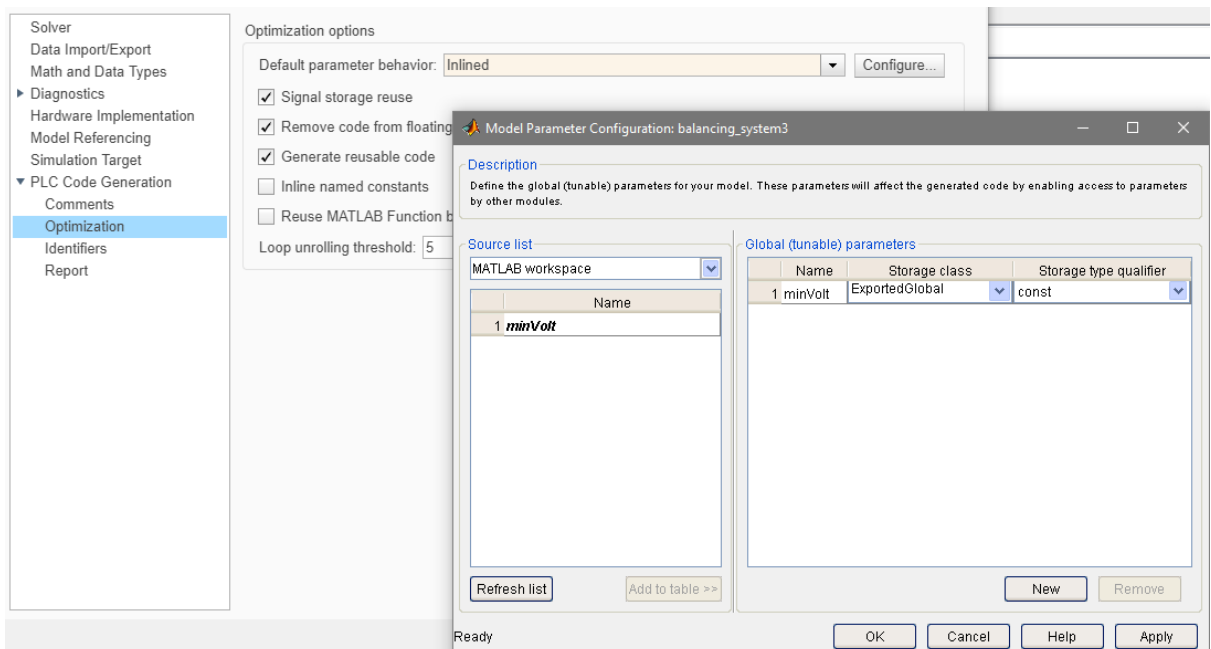 Solver
Data Import/Export
Math and Data Types
Diagnostics
Hardware Implementation
Model Referencing
Simulation Target
PLC Code Generation
Comments
Optimization
Identifiers
Report
Optimization options
Default parameter behavior: Inlined Configure...
Signal storage reuse
Remove code from floating
Generate reusable code
Inline named constants
Reuse MATLAB Function b
Loop unrolling threshold: 5
Model Parameter Configuration: balancing_system3
Description
Define the global (tunable) parameters for your model. These parameters will affect the generated code by enabling access to parameters
by other modules.
Source list
MATLAB workspace
Name
1 minVolt
Refresh list Add to table >>
Global (tunable) parameters
Name Storage class Storage type qualifier
1 minVolt ExportedGlobal const
New Remove
Ready OK Cancel Help Apply